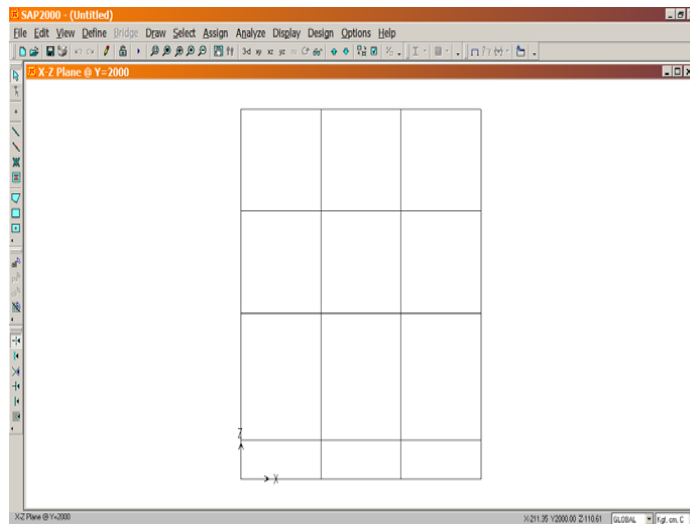 SAP2000 - (Untitled)
File Edit View Define Bridge Draw Select Assign Analyze Display Design Options Help
3d xy xz yz
X-Z Plane @ Y=2000
Z
X
X-Z Plane @ Y=2000
X-211.35 Y2000.00 Z-110.61 GLOBAL Kgf, cm, C